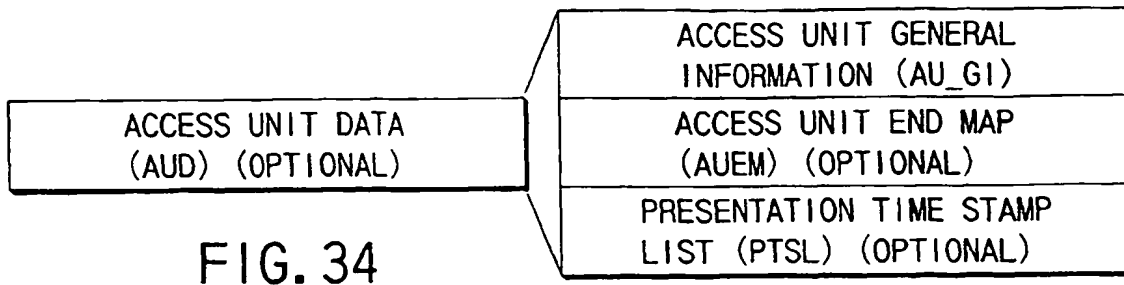 ACCESS UNIT DATA
(AUD) (OPTIONAL)
ACCESS UNIT GENERAL
INFORMATION (AU_GI)
ACCESS UNIT END MAP
(AUEM) (OPTIONAL)
PRESENTATION TIME STAMP
LIST (PTSL) (OPTIONAL)
FIG. 34